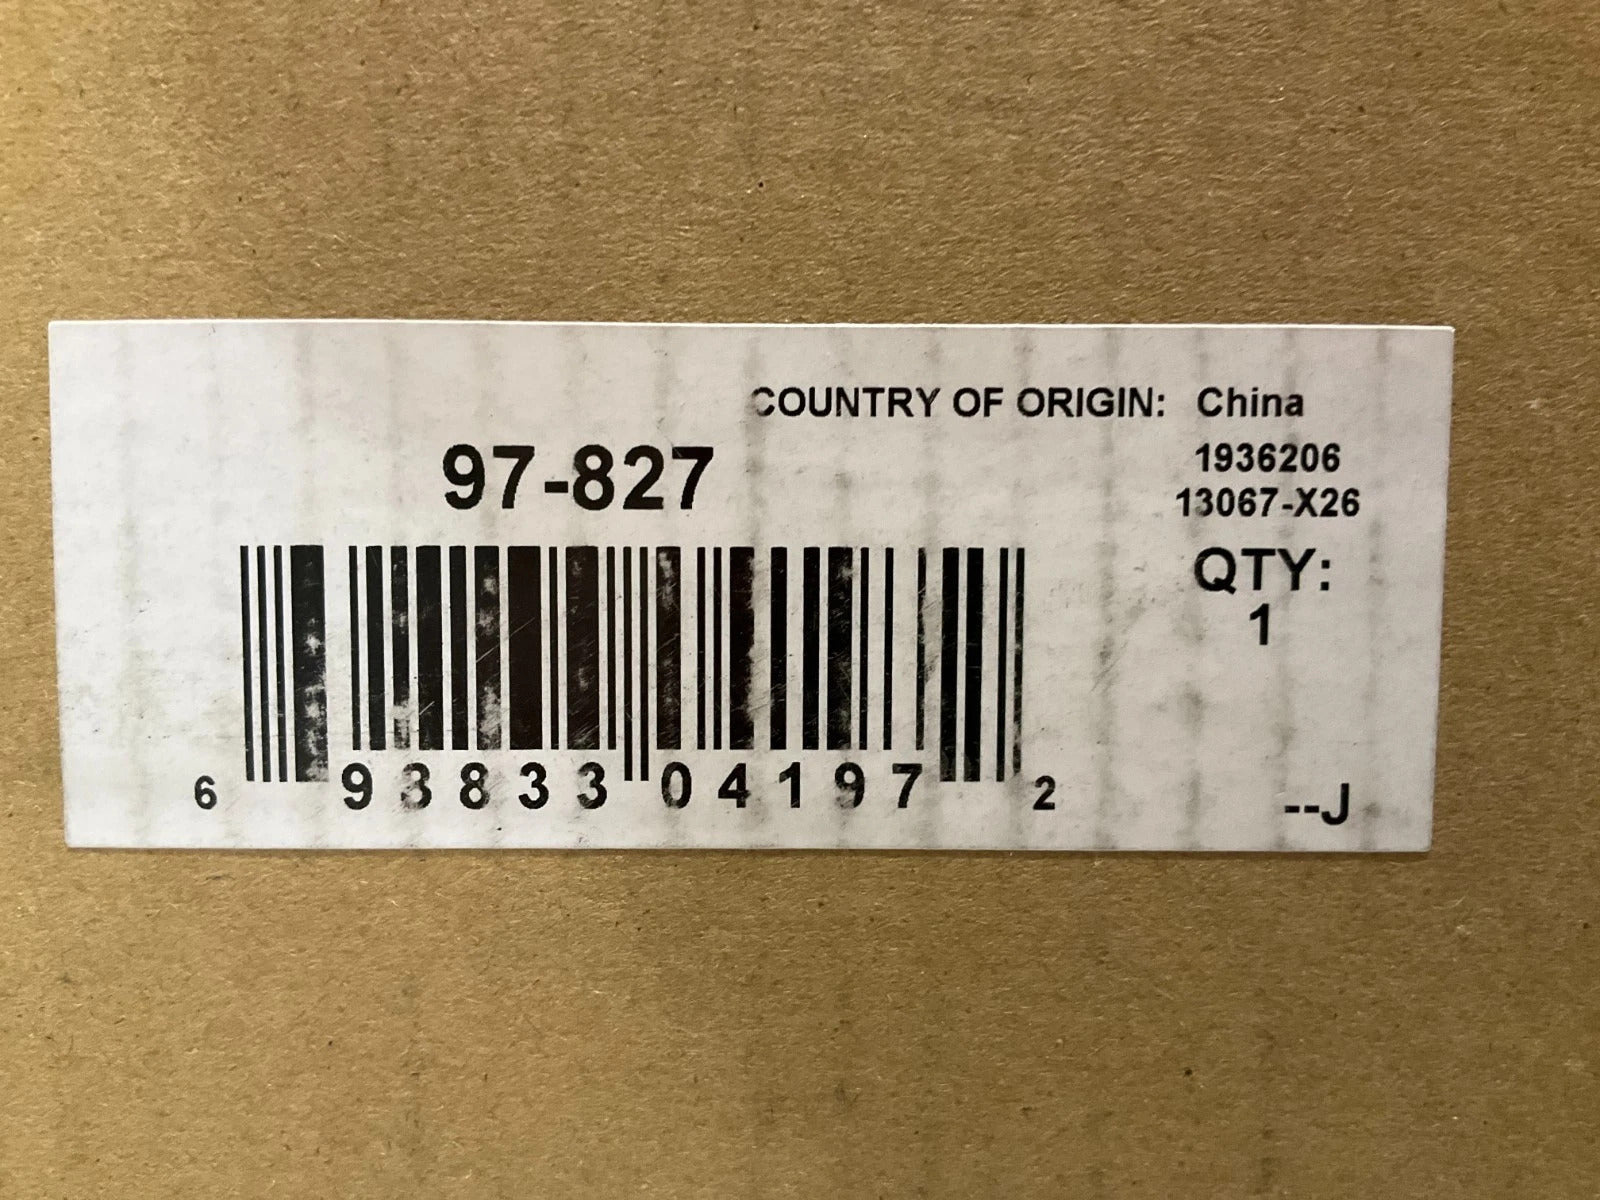 COUNTRY OF ORIGIN: China
97-827
1936206
13067-X26
QTY:
1
6 93833 04197 2
--J